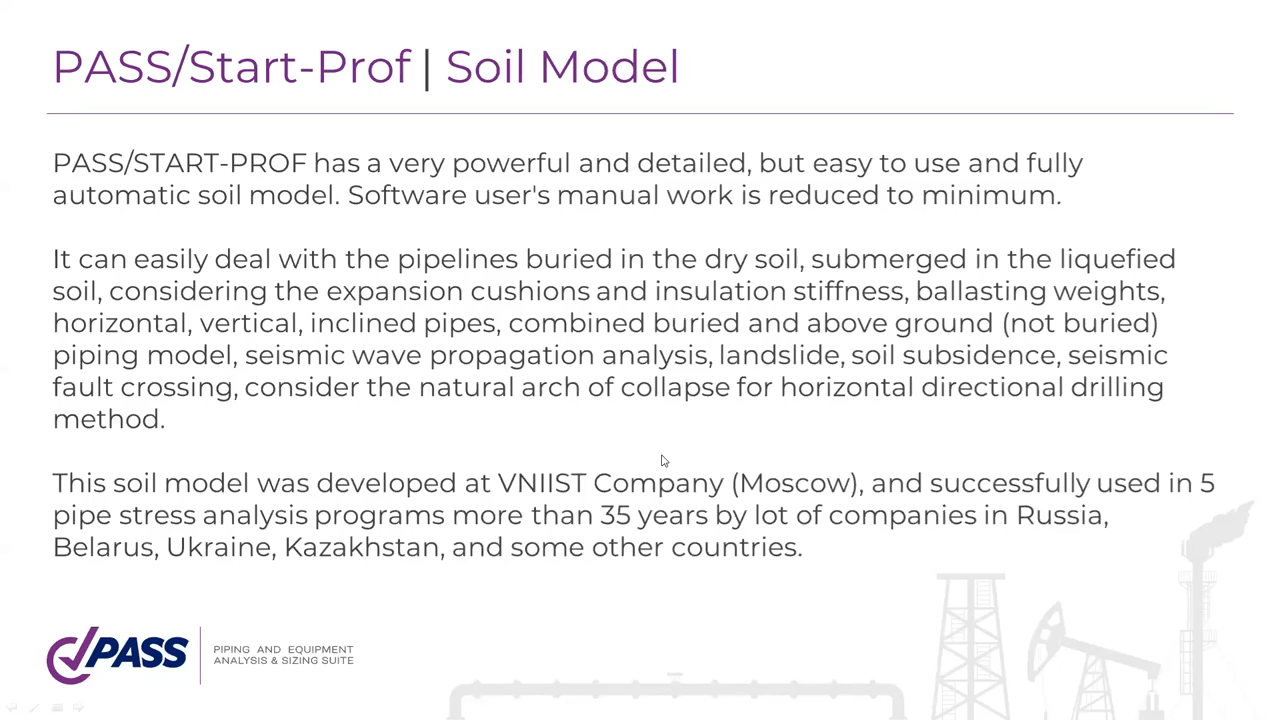 PASS/Start-Prof | Soil Model
PASS/START-PROF has a very powerful and detailed, but easy to use and fully
automatic soil model. Software user's manual work is reduced to minimum.
It can easily deal with the pipelines buried in the dry soil, submerged in the liquefied
soil, considering the expansion cushions and insulation stiffness, ballasting weights,
horizontal, vertical, inclined pipes, combined buried and above ground (not buried)
piping model, seismic wave propagation analysis, landslide, soil subsidence, seismic
fault crossing, consider the natural arch of collapse for horizontal directional drilling
method.
This soil model was developed at VNIIST Company (Moscow), and successfully used in 5
pipe stress analysis programs more than 35 years by lot of companies in Russia,
Belarus, Ukraine, Kazakhstan, and some other countries.
PASS
PIPING AND EQUIPMENT
ANALYSIS & SIZING SUITE